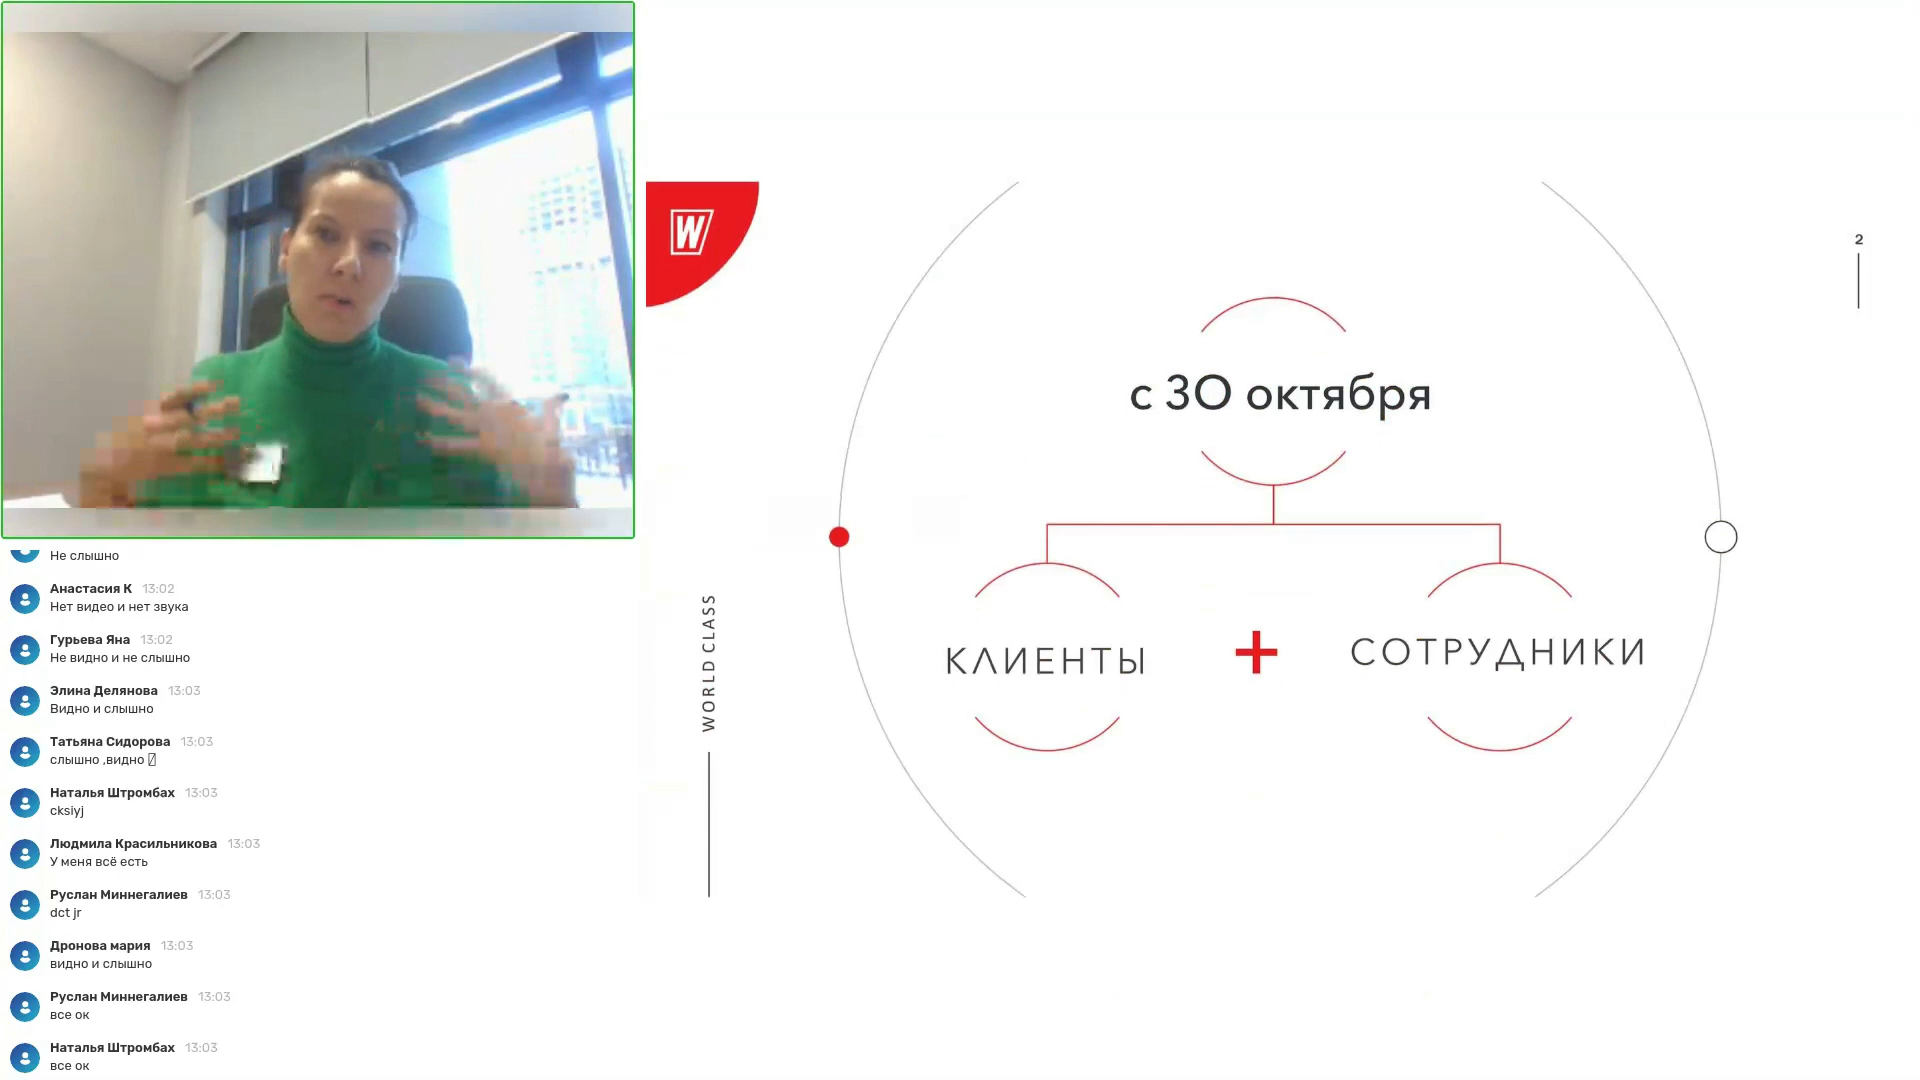 Не слышно
Анастасия К 13:02
Нет видео и нет звука
Гурьева Яна 13:02
Не видно и не слышно
Элина Делянова 13:03
Видно и слышно
Татьяна Сидорова 13:03
слышно ,видно
Наталья Штромбах 13:03
cksiyj
Людмила Красильникова 13:03
У меня всё есть
Руслан Миннегалиев 13:03
dct jr
Дронова мария 13:03
видно и слышно
Руслан Миннегалиев 13:03
все ок
Наталья Штромбах 13:03
все ок
W
2
с 30 октября
КЛИЕНТЫ + СОТРУДНИКИ
WORLD CLASS